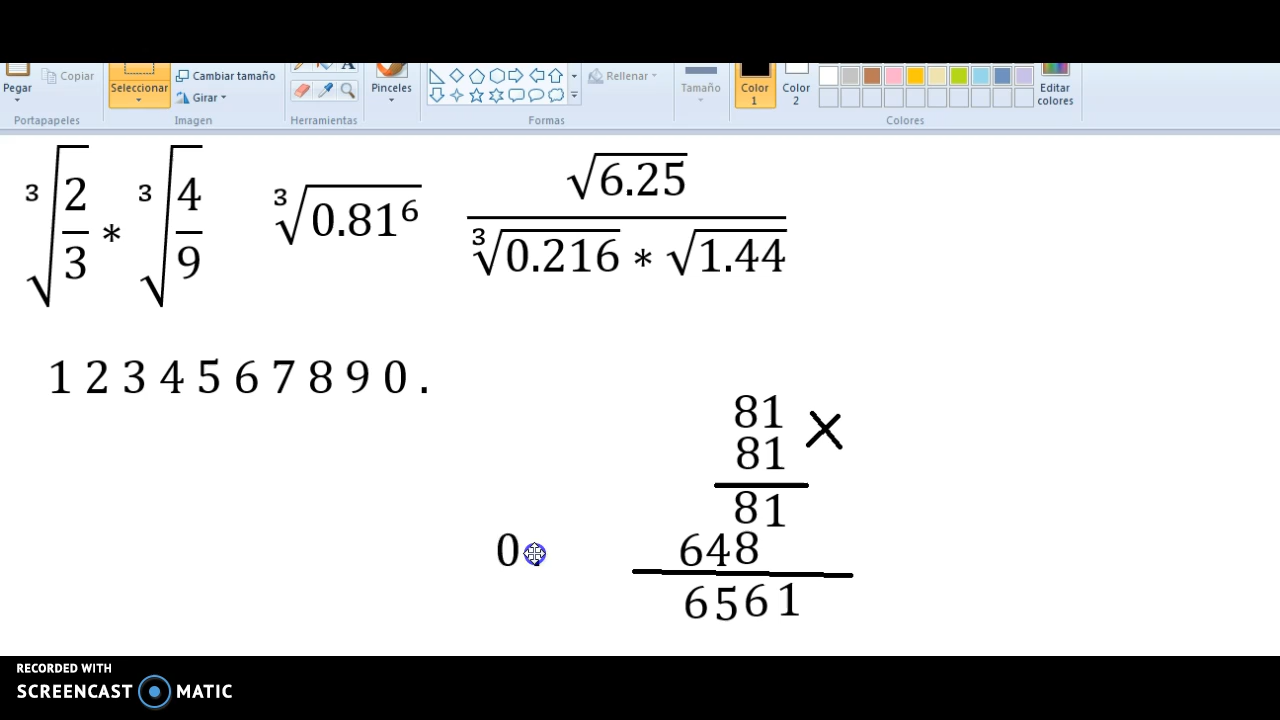 Pegar Copiar Seleccionar Cambiar tamaño Girar Pinceles Rellenar Tamaño Color 1 Color 2 Editar colores
Portapapeles Imagen Herramientas Formas Colores
∛(2/3) * ∛(4/9) ∛(0.81⁶) √6.25 / (∛0.216 * √1.44)
1 2 3 4 5 6 7 8 9 0 .
81 ×
81
81
648
0.
6561
RECORDED WITH
SCREENCAST MATIC